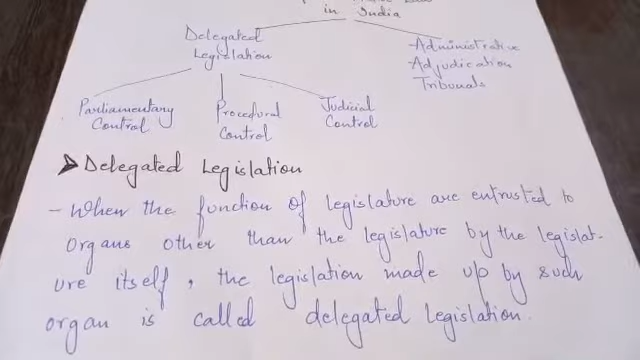 in India
Delegated
Legislation
Administrative
Adjudication
Tribunals
Parliamentary
Control
Procedural
Control
Judicial
Control
➤ Delegated Legislation
- When the function of legislature are entrusted to
organs other than the legislature by the legislat-
ure itself, the legislation made up by such
organ is called delegated legislation.